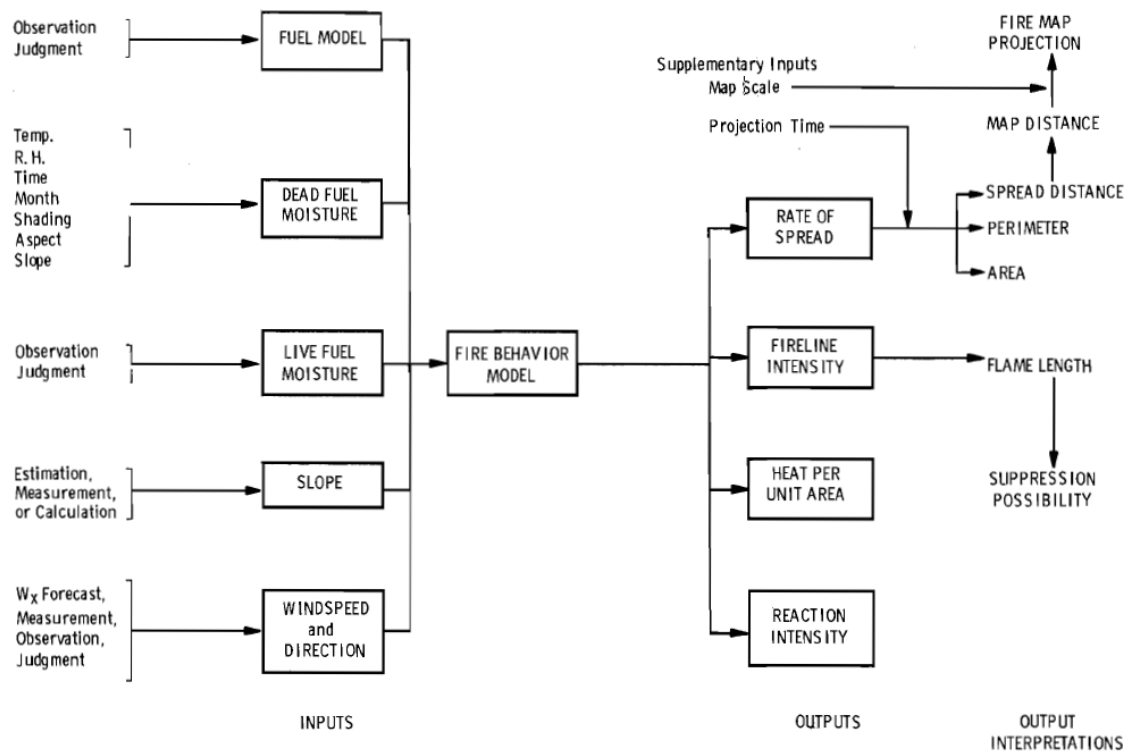 Observation
Judgment
FUEL MODEL
Temp.
R. H.
Time
Month
Shading
Aspect
Slope
DEAD FUEL
MOISTURE
Observation
Judgment
LIVE FUEL
MOISTURE
Estimation,
Measurement,
or Calculation
SLOPE
Wx Forecast,
Measurement,
Observation,
Judgment
WINDSPEED
and
DIRECTION
INPUTS
FIRE BEHAVIOR
MODEL
Supplementary Inputs
Map Scale
Projection Time
RATE OF
SPREAD
FIRELINE
INTENSITY
HEAT PER
UNIT AREA
REACTION
INTENSITY
OUTPUTS
FIRE MAP
PROJECTION
MAP DISTANCE
SPREAD DISTANCE
PERIMETER
AREA
FLAME LENGTH
SUPPRESSION
POSSIBILITY
OUTPUT
INTERPRETATIONS